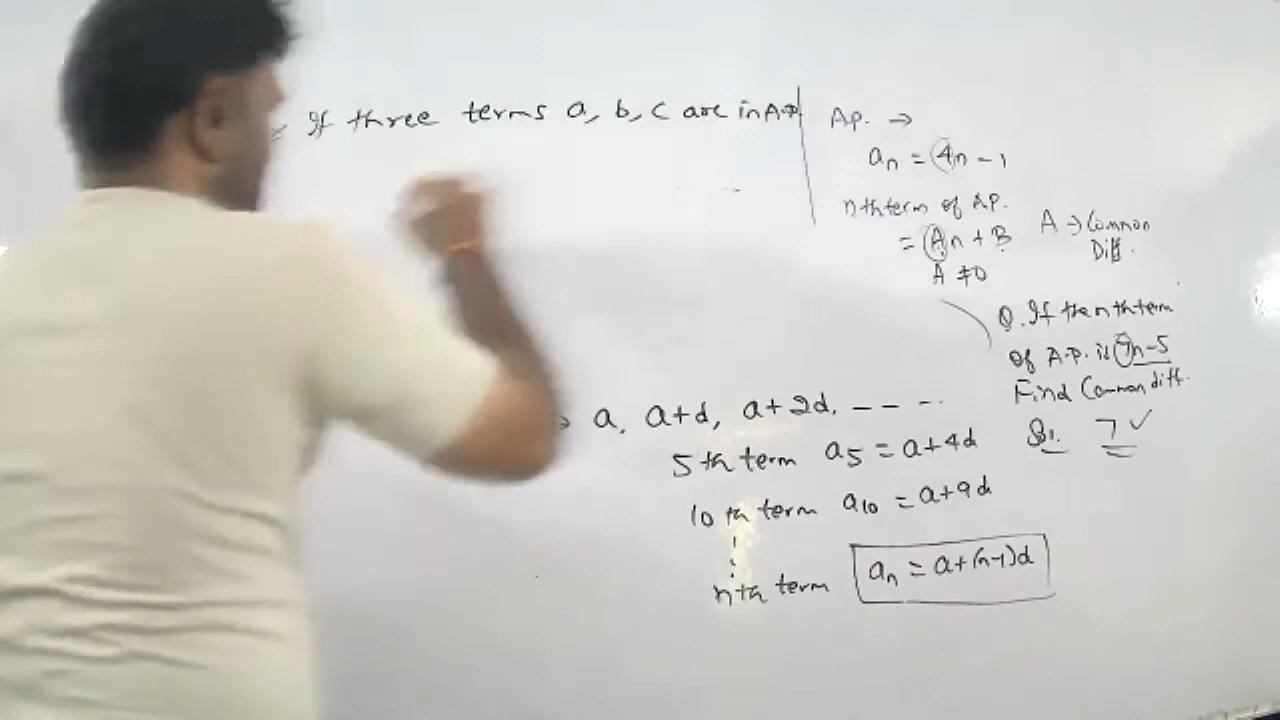 If three terms a, b, c are in A.P
A.P. →
aₙ = 4n - 1
nth term of A.P.
= An + B
A ≠ 0
A → Common
Diff.
Q. If the nth term
of A.P. is 7n-5
Find Common diff.
Sol. 7 ✓
→ a, a+d, a+2d, - - - .
5th term a₅ = a+4d
10th term a₁₀ = a+9d
nth term aₙ = a+(n-1)d